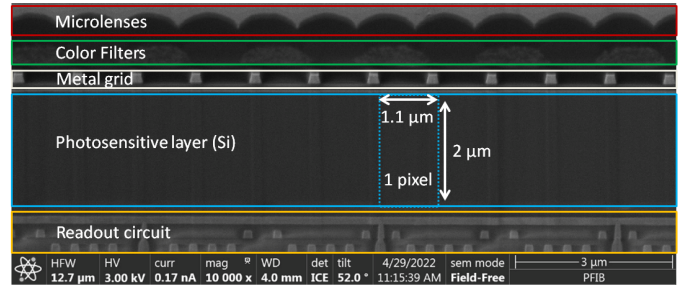 Microlenses
Color Filters
Metal grid
1.1 µm
Photosensitive layer (Si)
2 µm
1 pixel
Readout circuit
HFW HV curr mag WD det tilt 4/29/2022 sem mode 3 µm
12.7 µm 3.00 kV 0.17 nA 10 000 x 4.0 mm ICE 52.0 ° 11:15:39 AM Field-Free PFIB